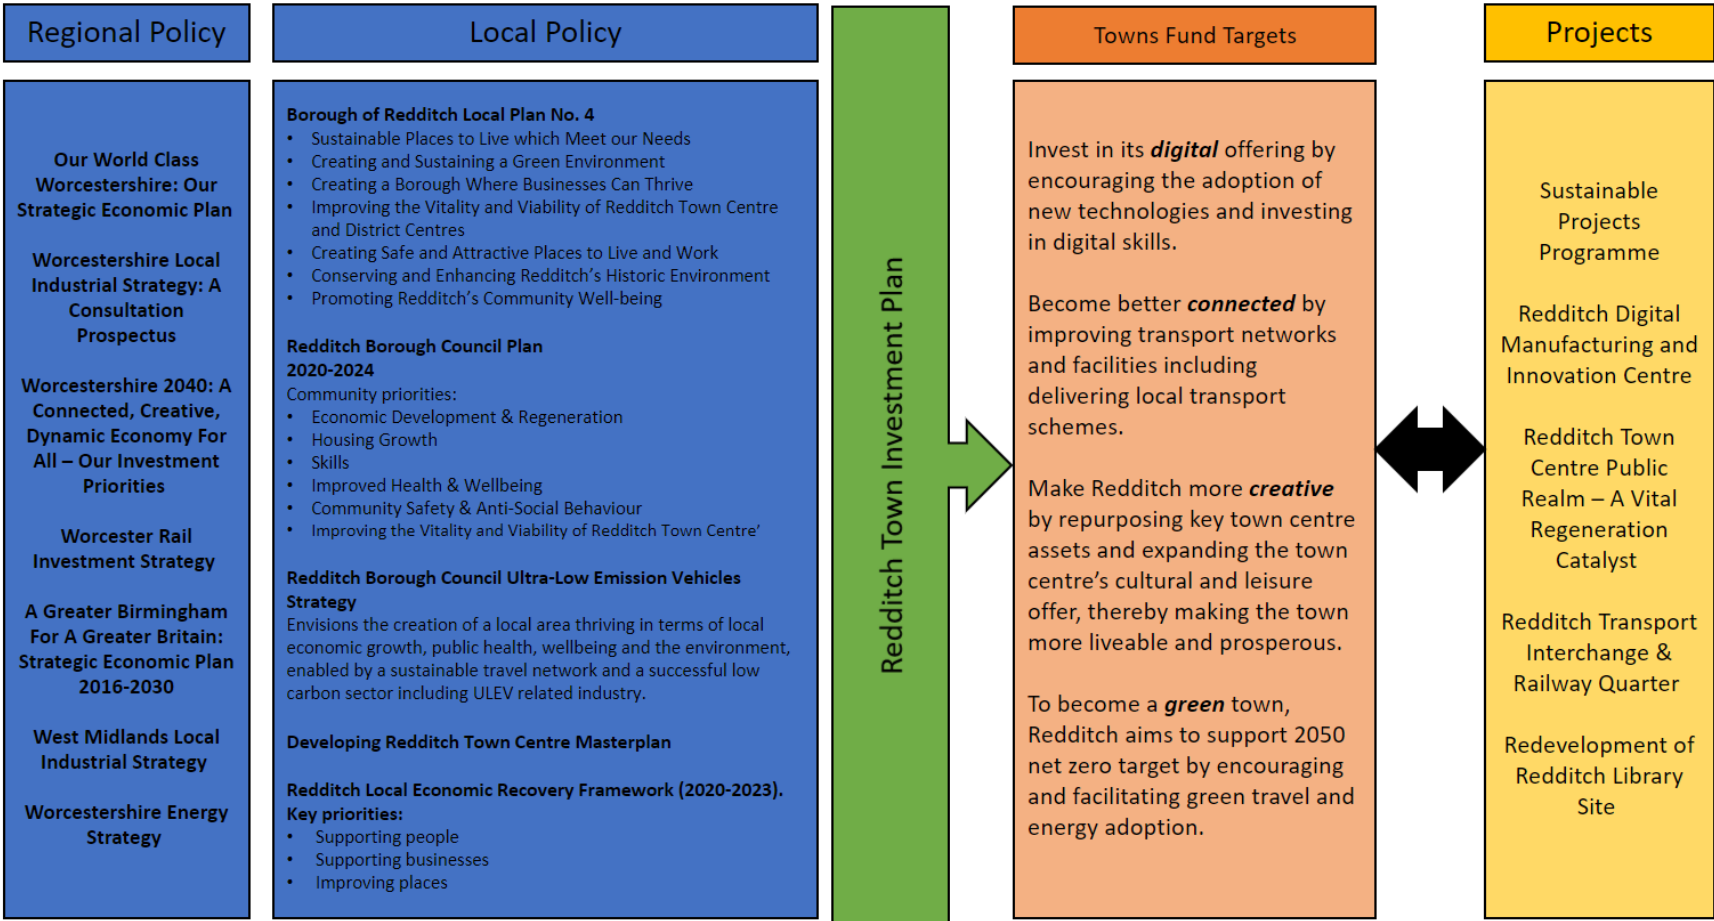 Regional Policy
Our World Class
Worcestershire: Our
Strategic Economic Plan
Worcestershire Local
Industrial Strategy: A
Consultation
Prospectus
Worcestershire 2040: A
Connected, Creative,
Dynamic Economy For
All – Our Investment
Priorities
Worcester Rail
Investment Strategy
A Greater Birmingham
For A Greater Britain:
Strategic Economic Plan
2016-2030
West Midlands Local
Industrial Strategy
Worcestershire Energy
Strategy
Local Policy
Borough of Redditch Local Plan No. 4
• Sustainable Places to Live which Meet our Needs
• Creating and Sustaining a Green Environment
• Creating a Borough Where Businesses Can Thrive
• Improving the Vitality and Viability of Redditch Town Centre
and District Centres
• Creating Safe and Attractive Places to Live and Work
• Conserving and Enhancing Redditch’s Historic Environment
• Promoting Redditch’s Community Well-being
Redditch Borough Council Plan
2020-2024
Community priorities:
• Economic Development & Regeneration
• Housing Growth
• Skills
• Improved Health & Wellbeing
• Community Safety & Anti-Social Behaviour
• Improving the Vitality and Viability of Redditch Town Centre’
Redditch Borough Council Ultra-Low Emission Vehicles
Strategy
Envisions the creation of a local area thriving in terms of local
economic growth, public health, wellbeing and the environment,
enabled by a sustainable travel network and a successful low
carbon sector including ULEV related industry.
Developing Redditch Town Centre Masterplan
Redditch Local Economic Recovery Framework (2020-2023).
Key priorities:
• Supporting people
• Supporting businesses
• Improving places
Redditch Town Investment Plan
Towns Fund Targets
Invest in its digital offering by
encouraging the adoption of
new technologies and investing
in digital skills.
Become better connected by
improving transport networks
and facilities including
delivering local transport
schemes.
Make Redditch more creative
by repurposing key town centre
assets and expanding the town
centre’s cultural and leisure
offer, thereby making the town
more liveable and prosperous.
To become a green town,
Redditch aims to support 2050
net zero target by encouraging
and facilitating green travel and
energy adoption.
Projects
Sustainable
Projects
Programme
Redditch Digital
Manufacturing and
Innovation Centre
Redditch Town
Centre Public
Realm – A Vital
Regeneration
Catalyst
Redditch Transport
Interchange &
Railway Quarter
Redevelopment of
Redditch Library
Site